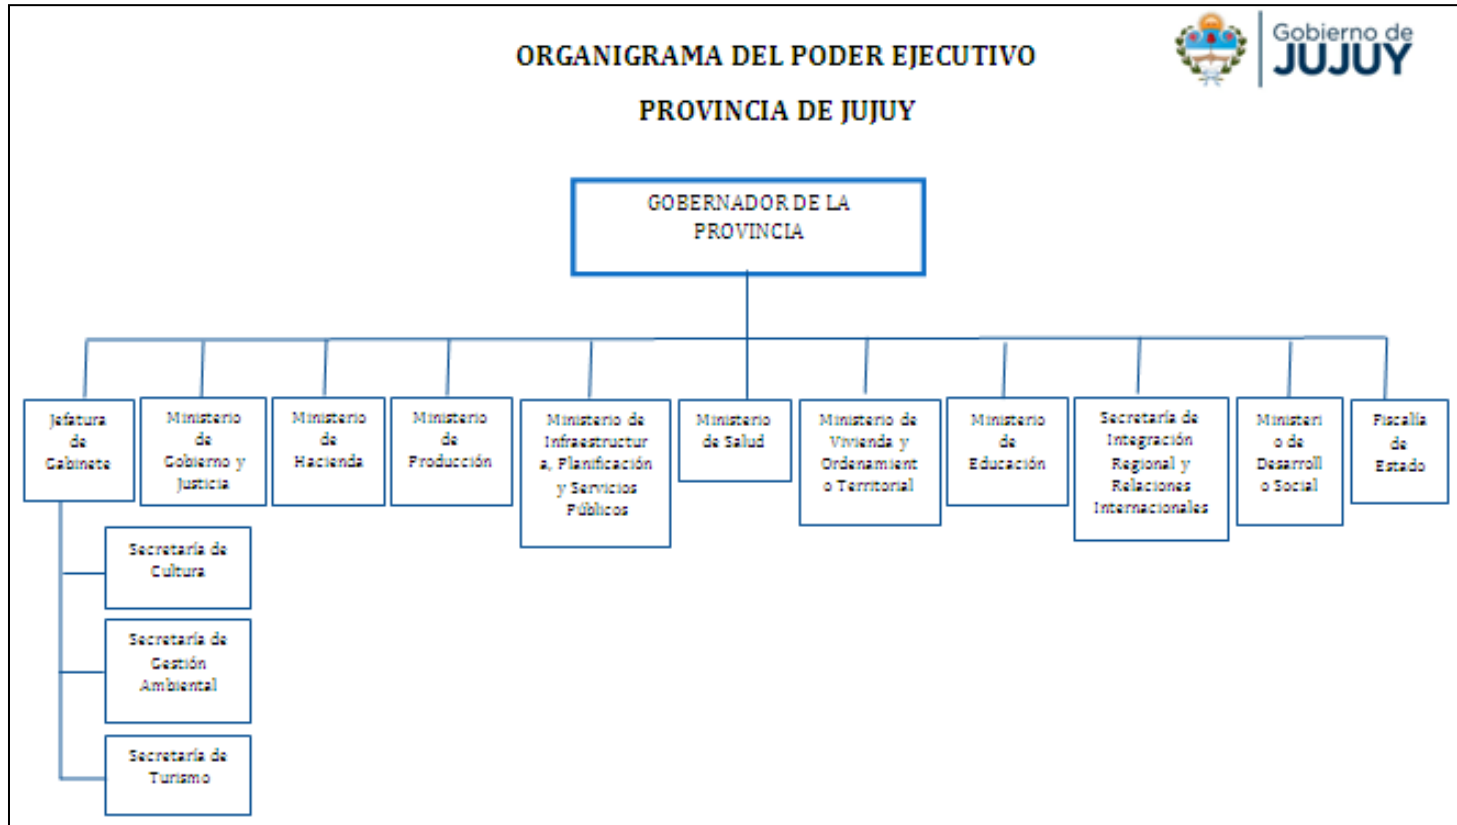 ORGANIGRAMA DEL PODER EJECUTIVO
PROVINCIA DE JUJUY
Gobierno de
JUJUY
GOBERNADOR DE LA
PROVINCIA
Jefatura
de
Gabinete
Ministerio
de
Gobierno y
Justicia
Ministerio
de
Hacienda
Ministerio
de
Producción
Ministerio de
Infraestructur
a, Planificación
y Servicios
Públicos
Ministerio
de Salud
Ministerio de
Vivienda y
Ordenamient
o Territorial
Ministerio
de
Educación
Secretaría de
Integración
Regional y
Relaciones
Internacionales
Ministeri
o de
Desarroll
o Social
Fiscalía
de
Estado
Secretaría de
Cultura
Secretaría de
Gestión
Ambiental
Secretaría de
Turismo